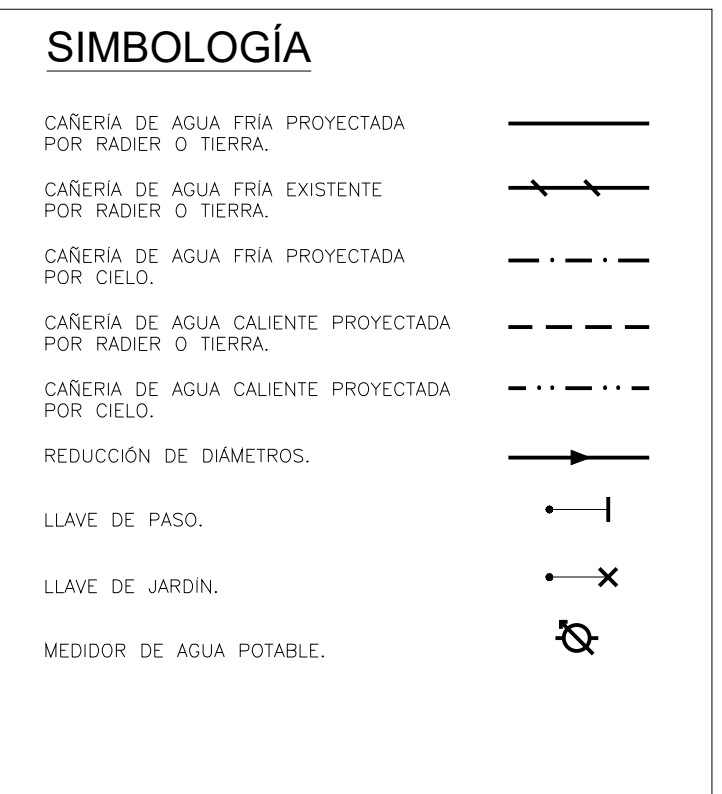 SIMBOLOGÍA
CAÑERÍA DE AGUA FRÍA PROYECTADA
POR RADIER O TIERRA.
CAÑERÍA DE AGUA FRÍA EXISTENTE
POR RADIER O TIERRA.
CAÑERÍA DE AGUA FRÍA PROYECTADA
POR CIELO.
CAÑERÍA DE AGUA CALIENTE PROYECTADA
POR RADIER O TIERRA.
CAÑERIA DE AGUA CALIENTE PROYECTADA
POR CIELO.
REDUCCIÓN DE DIÁMETROS.
LLAVE DE PASO.
LLAVE DE JARDÍN.
MEDIDOR DE AGUA POTABLE.